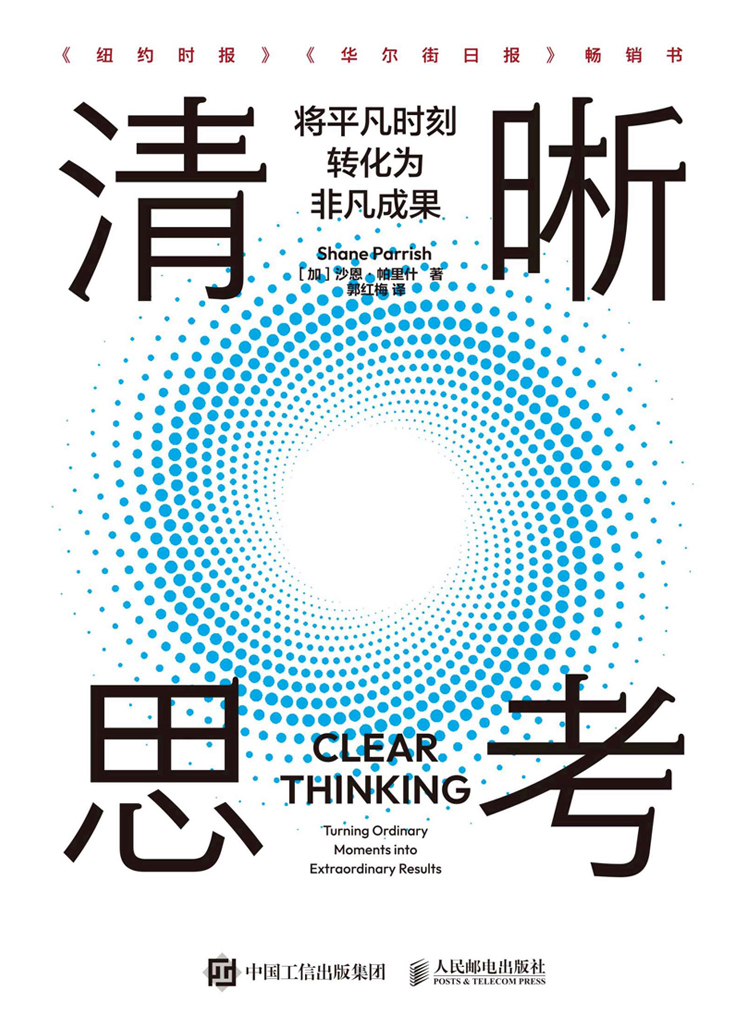 《纽约时报》《华尔街日报》畅销书
清晰
将平凡时刻
转化为
非凡成果
Shane Parrish
[加]沙恩·帕里什 著
郭红梅 译
思考
CLEAR
THINKING
Turning Ordinary
Moments into
Extraordinary Results
中国工信出版集团
人民邮电出版社
POSTS & TELECOM PRESS